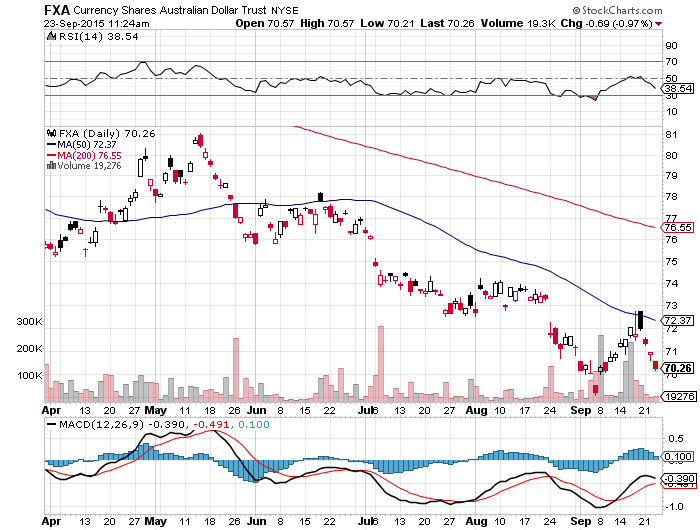 FXA Currency Shares Australian Dollar Trust NYSE © StockCharts.com
23-Sep-2015 11:24am Open 70.57 High 70.57 Low 70.21 Last 70.26 Volume 19.3K Chg -0.69 (-0.97%)
RSI(14) 38.54
90
70
50
38.54
30
10
FXA (Daily) 70.26
MA(50) 72.37
MA(200) 76.55
Volume 19,276
81
80
79
78
77
76.55
76
75
74
73
72.37
72
71
70.26
70
300K
200K
100K
19276
Apr 13 20 27 May 11 18 26 Jun 8 15 22 Jul 6 13 20 27 Aug 10 17 24 Sep 8 14 21
MACD(12,26,9) -0.390, -0.491, 0.100
0.5
0.100
-0.390
-0.491
-1.0
Apr 13 20 27 May 11 18 26 Jun 8 15 22 Jul 6 13 20 27 Aug 10 17 24 Sep 8 14 21